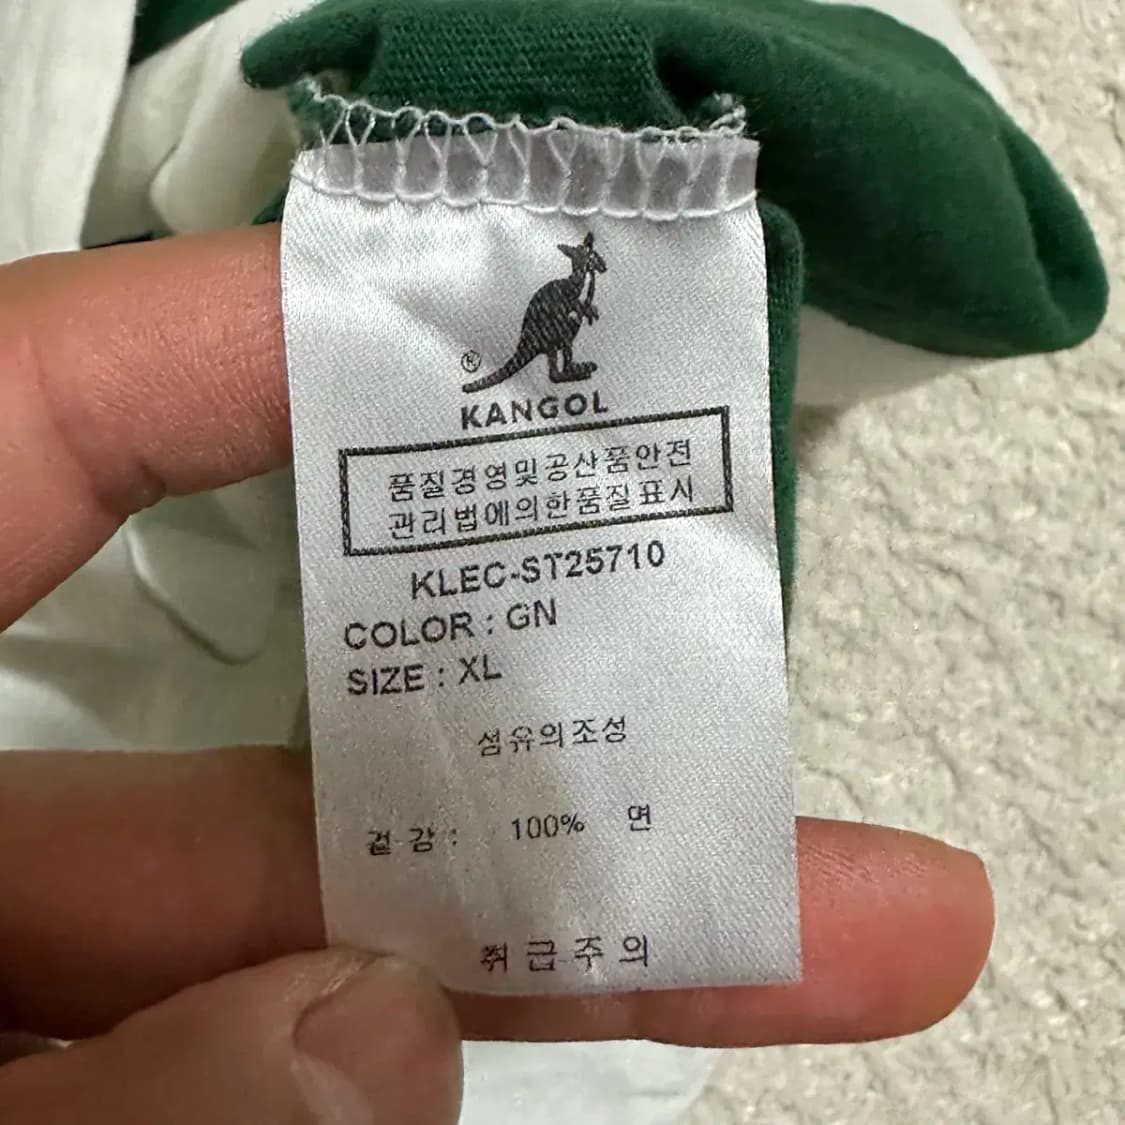 ®
KANGOL
품질경영및공산품안전
관리법에의한품질표시
KLEC-ST25710
COLOR : GN
SIZE : XL
섬유의조성
겉 감 : 100% 면
취 급 주 의